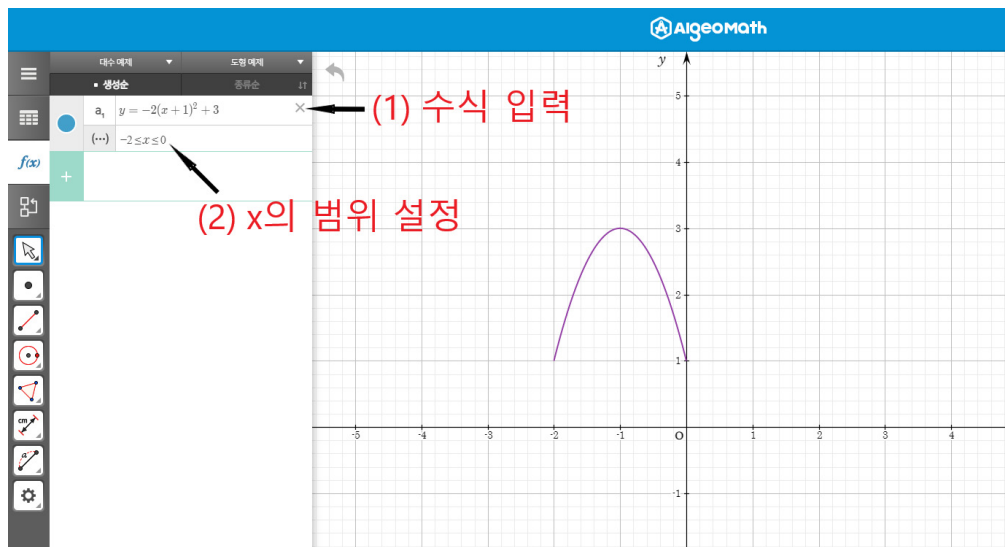 AlgeoMath
대수 예제 ▼ 도형 예제 ▼
▪ 생성순 종류순 ↓↑
a₁ y = −2(x + 1)² + 3 ×
(1) 수식 입력
(···) −2≤x≤0
f(x)
+
(2) x의 범위 설정
cm
a
y
5
4
3
2
1
-5 -4 -3 -2 -1 O 1 2 3 4
-1